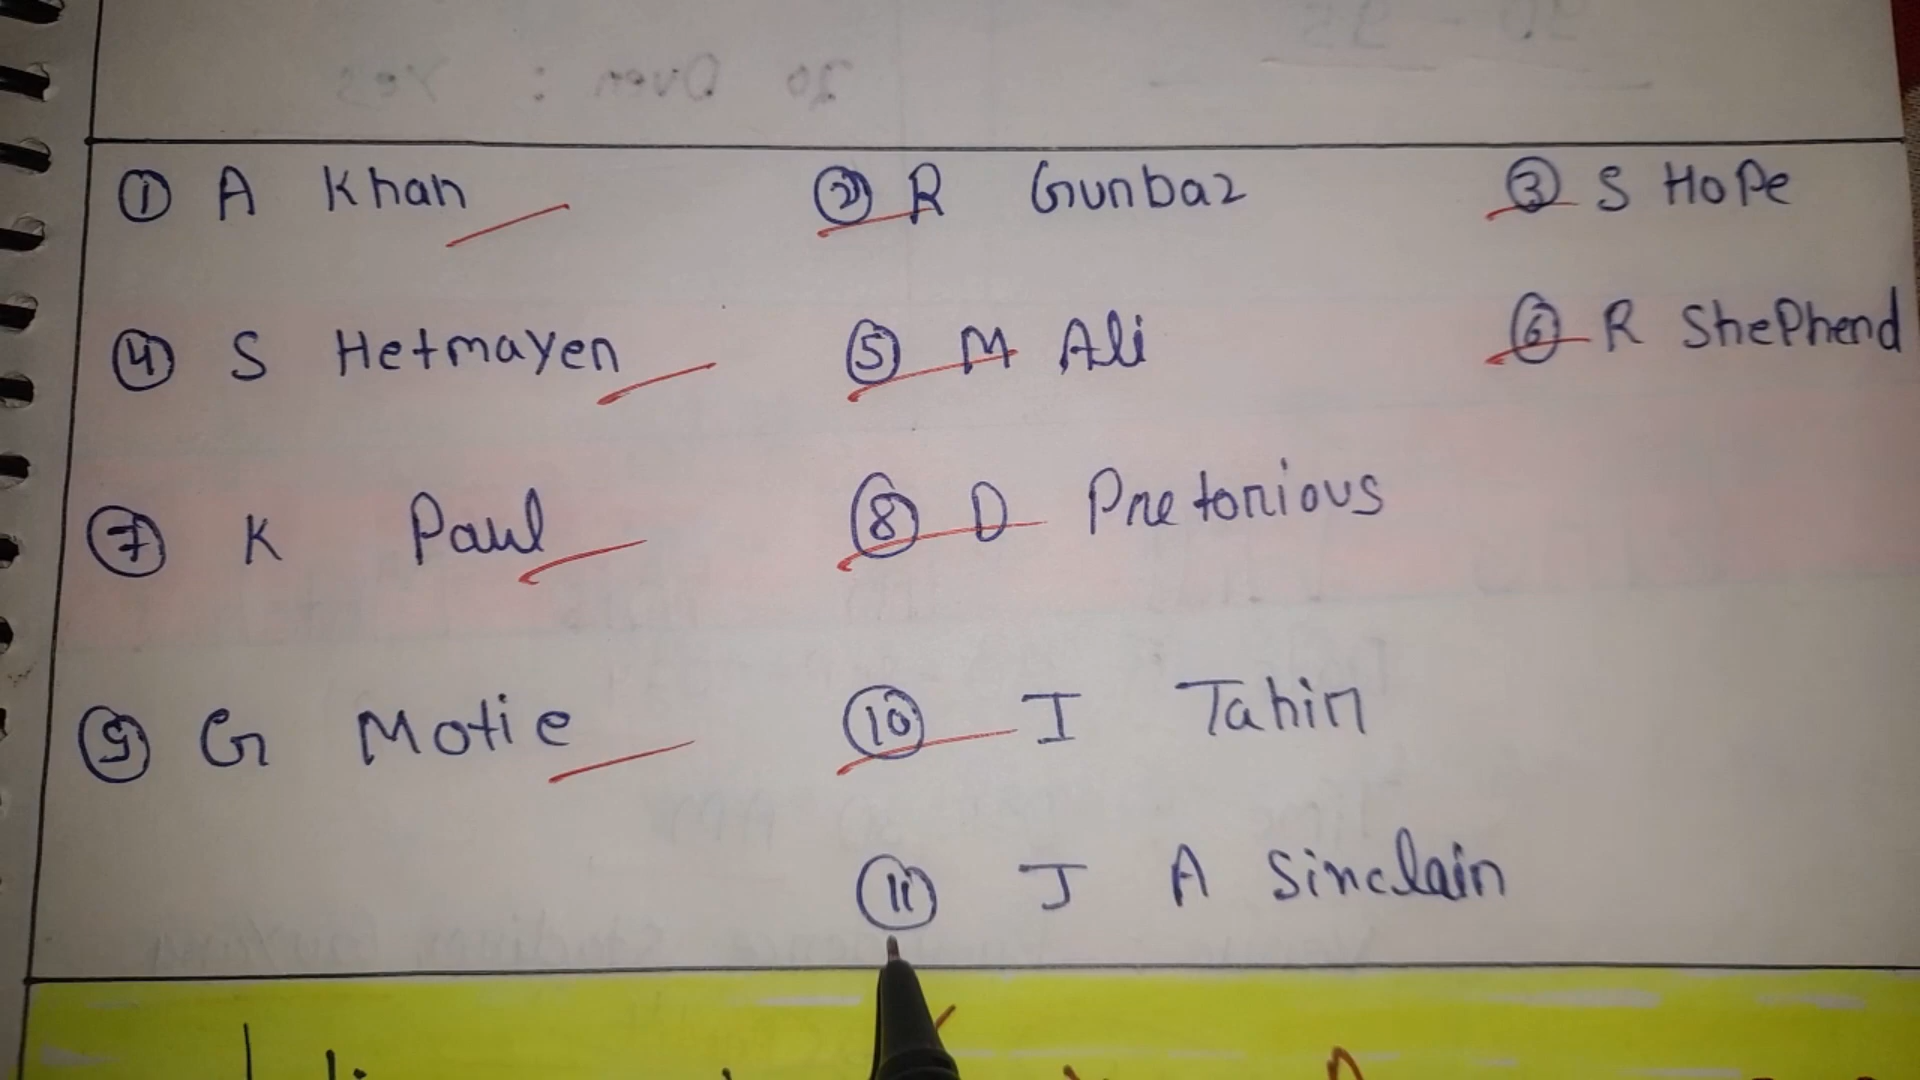 ① A Khan ② R Gurbaz ③ S Hope
④ S Hetmayer ⑤ M Ali ⑥ R Shepherd
⑦ K Paul ⑧ D Pretorious
⑨ G Motie ⑩ I Tahir
⑪ J A Sinclair